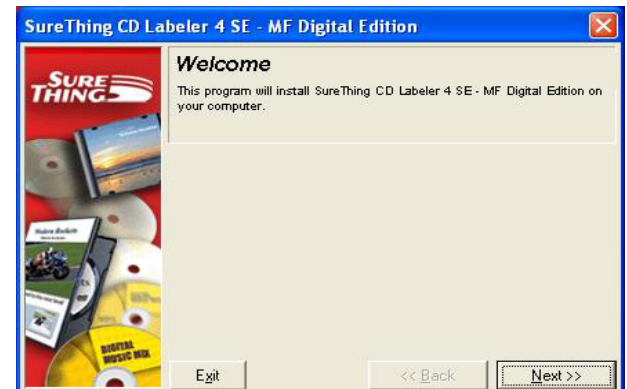 SureThing CD Labeler 4 SE - MF Digital Edition
SURE
THING
Welcome
This program will install SureThing CD Labeler 4 SE - MF Digital Edition on
your computer.
DIGITAL
MUSIC MIX
Exit
<< Back
Next >>